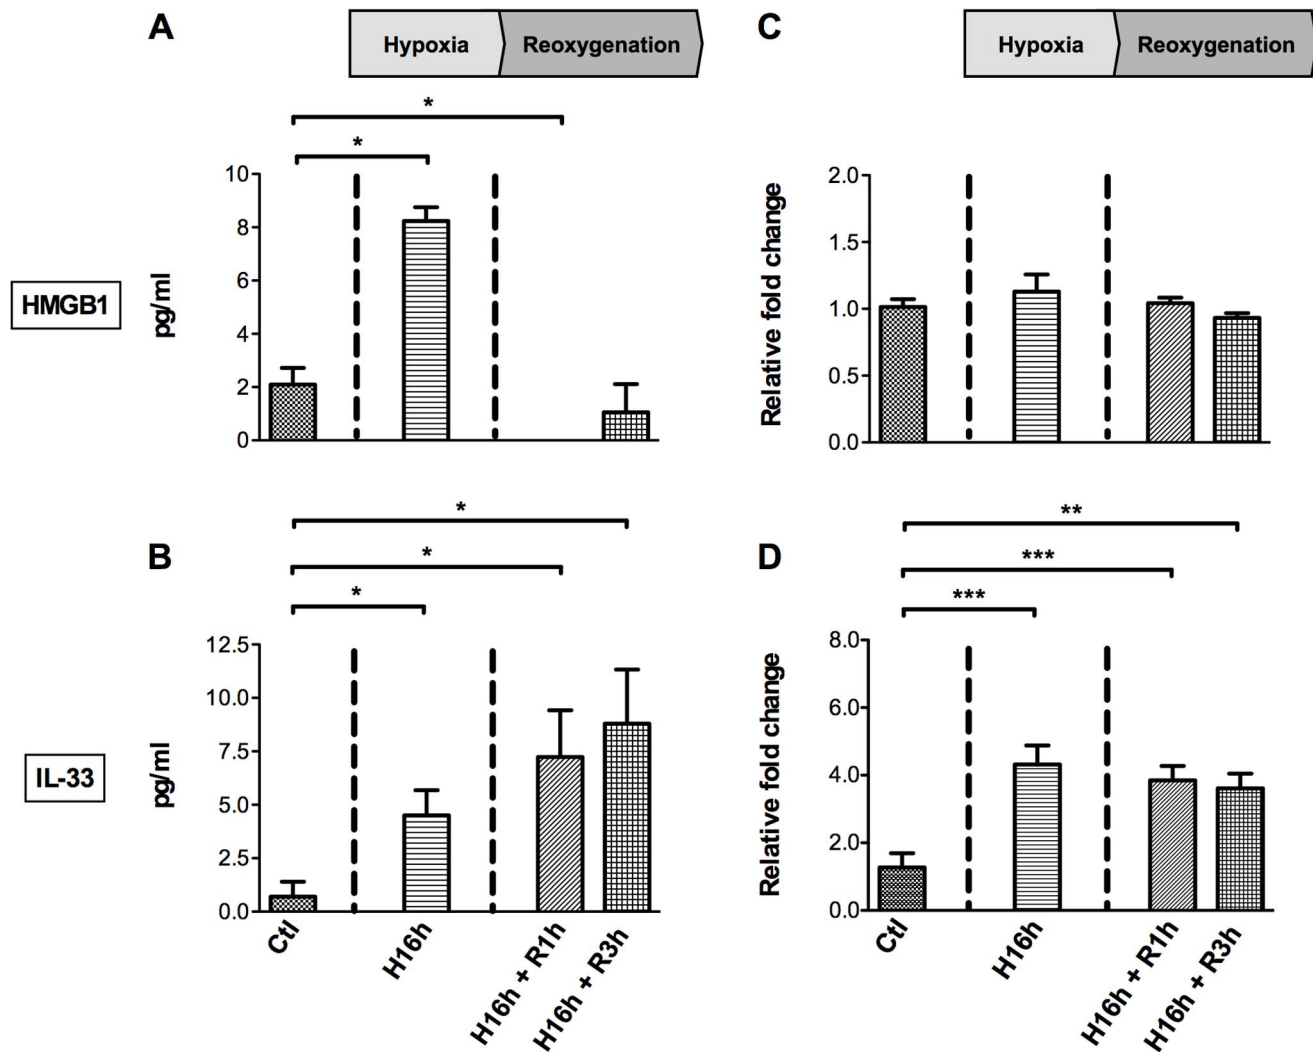 A
Hypoxia
Reoxygenation
*
*
HMGB1
pg/ml
10
8
6
4
2
0
C
Hypoxia
Reoxygenation
Relative fold change
2.0
1.5
1.0
0.5
0.0
B
*
*
*
IL-33
pg/ml
12.5
10.0
7.5
5.0
2.5
0.0
Ctl
H16h
H16h + R1h
H16h + R3h
D
**
***
***
Relative fold change
8.0
6.0
4.0
2.0
0.0
Ctl
H16h
H16h + R1h
H16h + R3h